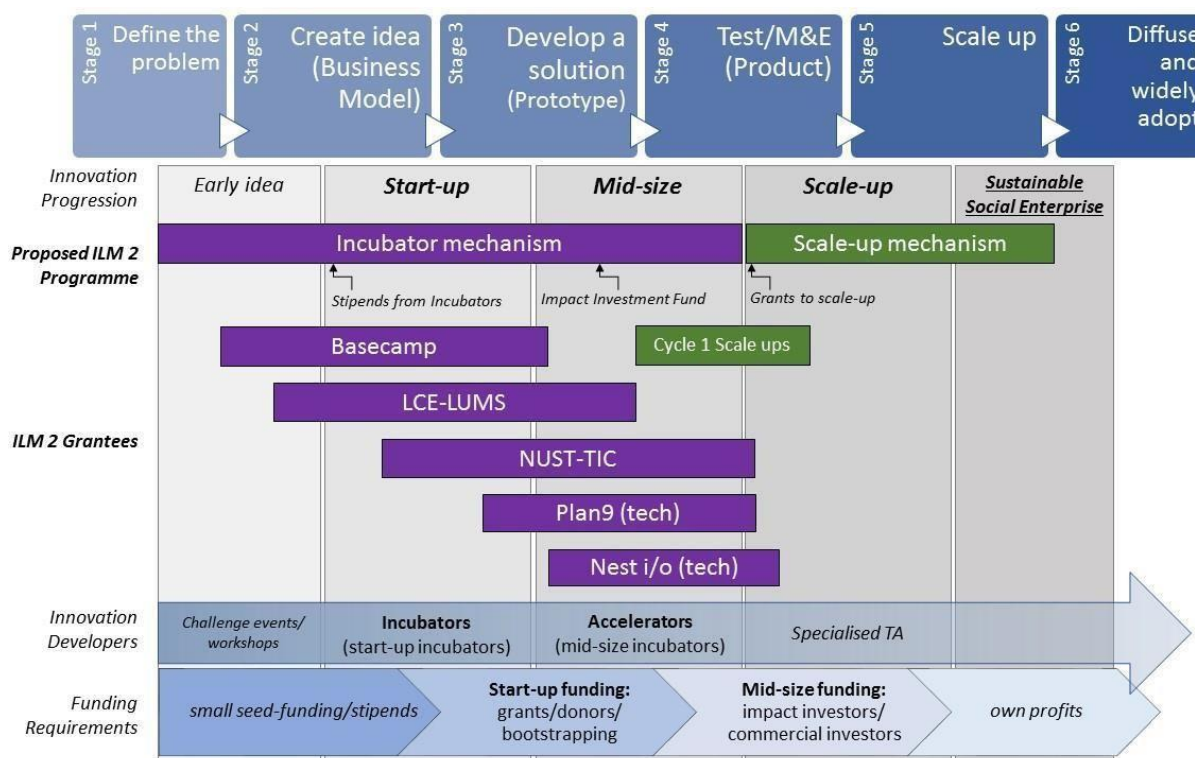 Stage 1
Define the
problem
Stage 2
Create idea
(Business
Model)
Stage 3
Develop a
solution
(Prototype)
Stage 4
Test/M&E
(Product)
Stage 5
Scale up
Stage 6
Diffuse
and
widely
adopt
Innovation
Progression
Early idea
Start-up
Mid-size
Scale-up
Sustainable
Social Enterprise
Proposed ILM 2
Programme
Incubator mechanism
Scale-up mechanism
Stipends from Incubators
Impact Investment Fund
Grants to scale-up
ILM 2 Grantees
Basecamp
Cycle 1 Scale ups
LCE-LUMS
NUST-TIC
Plan9 (tech)
Nest i/o (tech)
Innovation
Developers
Challenge events/
workshops
Incubators
(start-up incubators)
Accelerators
(mid-size incubators)
Specialised TA
Funding
Requirements
small seed-funding/stipends
Start-up funding:
grants/donors/
bootstrapping
Mid-size funding:
impact investors/
commercial investors
own profits